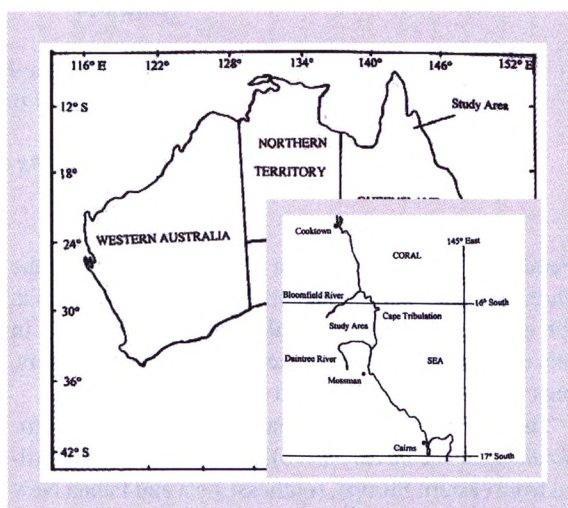 116° E 122° 128° 134° 140° 146° 152° E
12° S
Study Area
NORTHERN
TERRITORY
18°
WESTERN AUSTRALIA
24°
30°
36°
42° S
Cooktown
CORAL
145° East
Bloomfield River
16° South
Cape Tribulation
Study Area
Daintree River
SEA
Mossman
Cairns
17° South